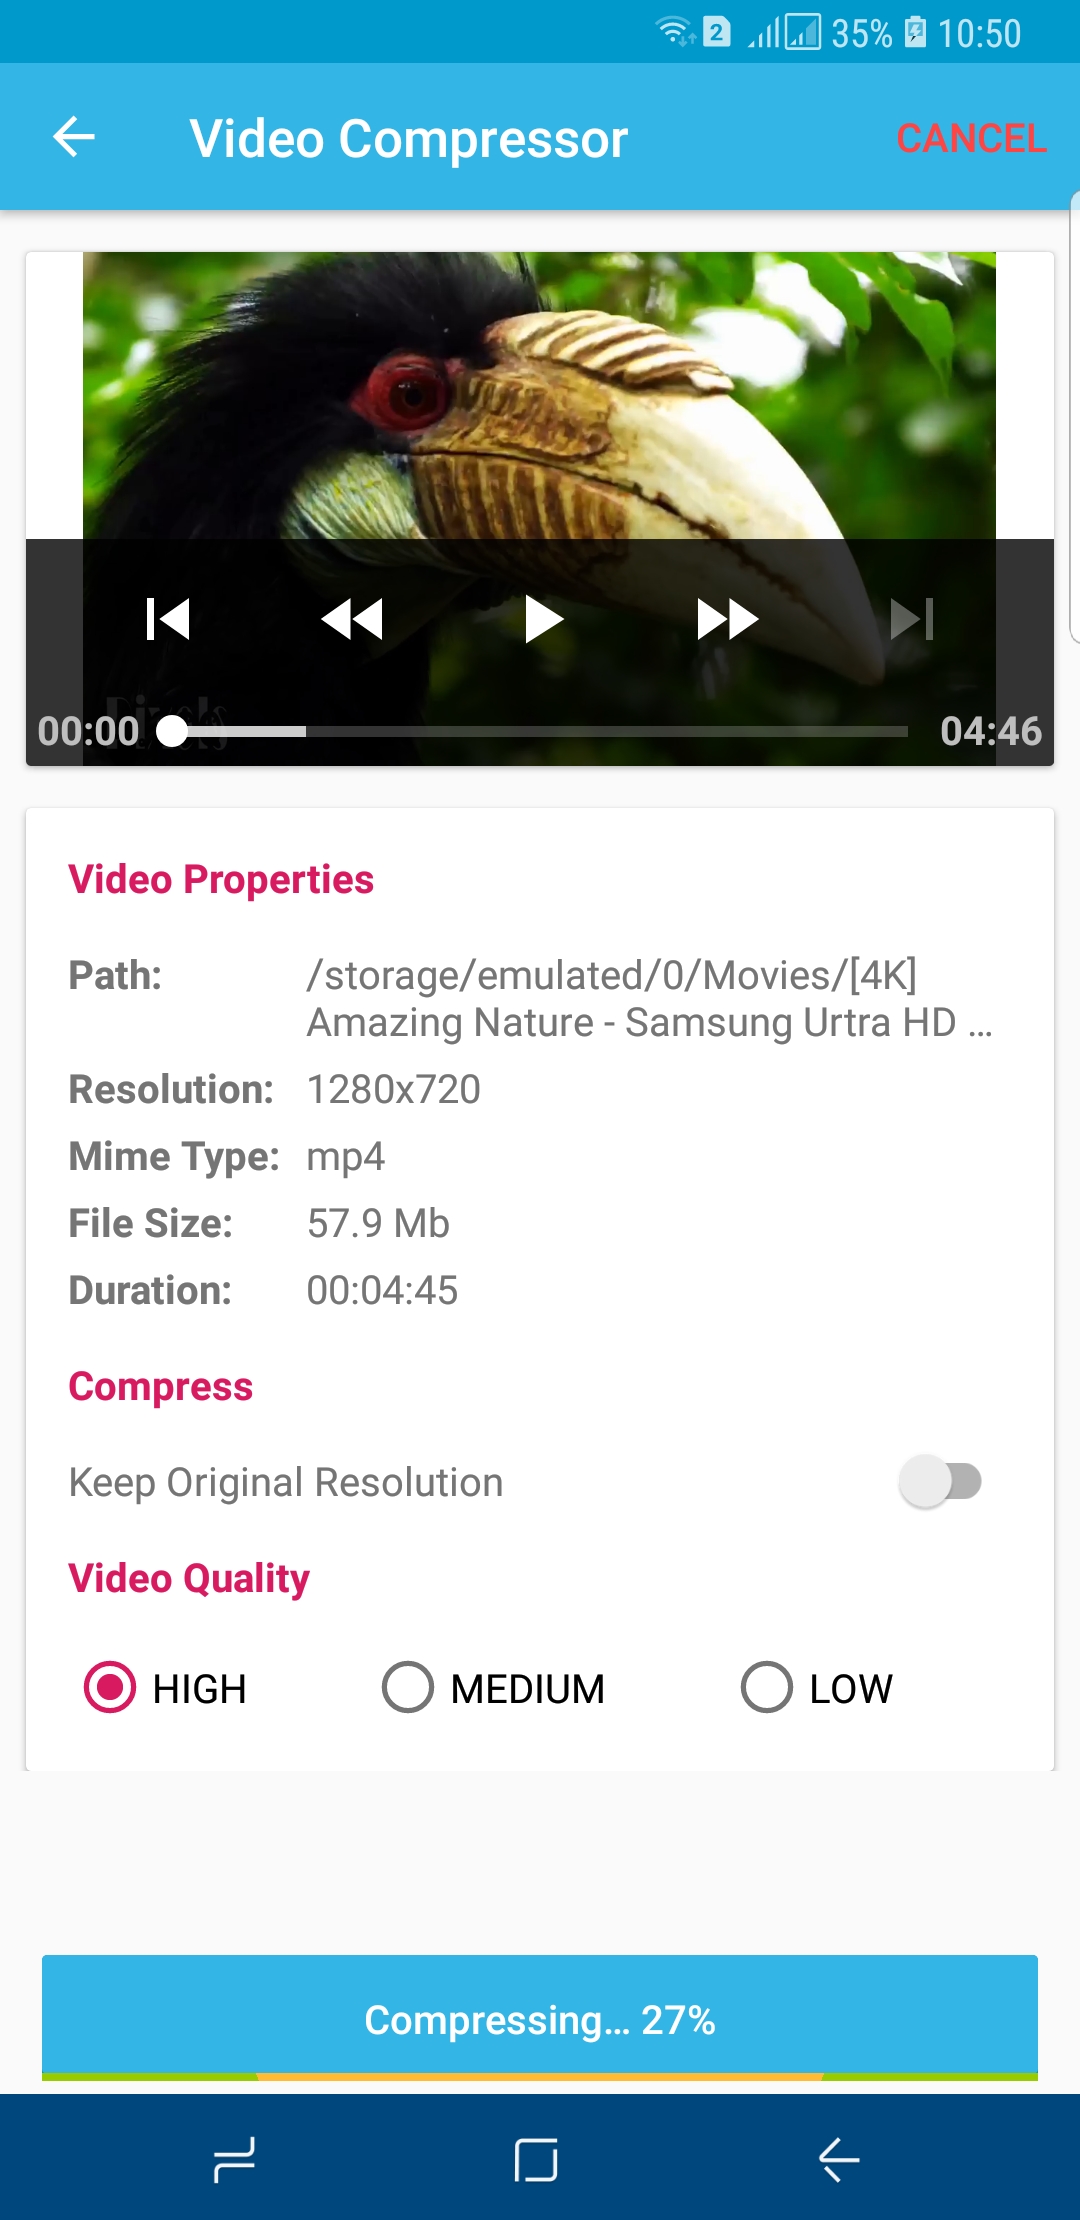 2 35% 10:50
Video Compressor CANCEL
00:00 04:46
Video Properties
Path: /storage/emulated/0/Movies/[4K]
Amazing Nature - Samsung Urtra HD ...
Resolution: 1280x720
Mime Type: mp4
File Size: 57.9 Mb
Duration: 00:04:45
Compress
Keep Original Resolution
Video Quality
HIGH MEDIUM LOW
Compressing... 27%